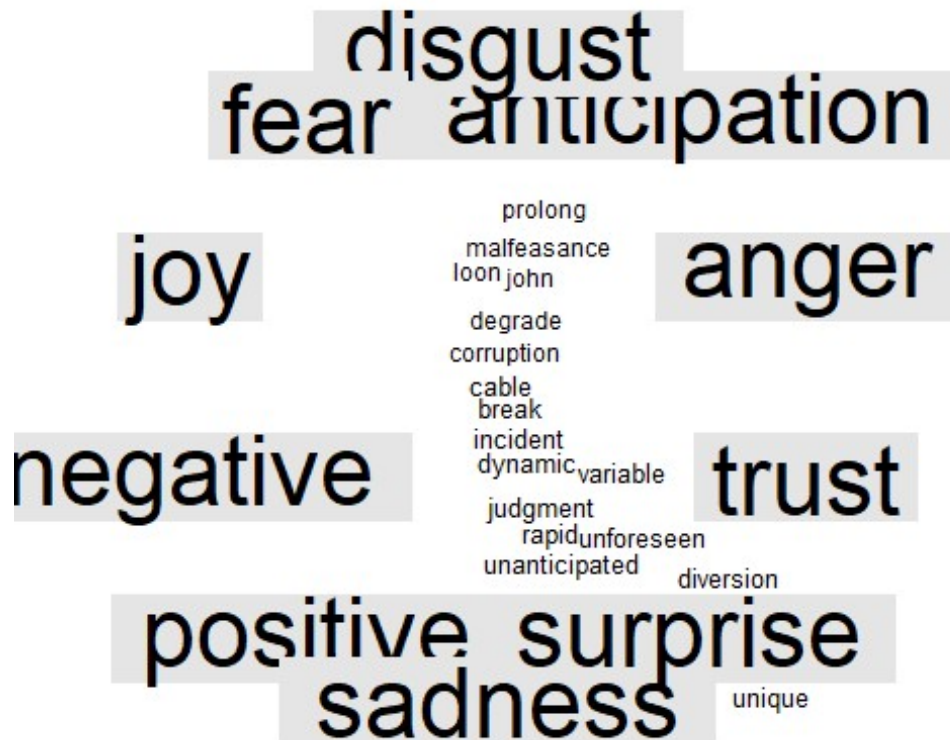 disgust
fear anticipation
prolong
joy
malfeasance
anger
loon john
degrade
corruption
cable
break
incident
negative
dynamic variable
trust
judgment
rapid unforeseen
unanticipated
diversion
positive surprise
sadness
unique